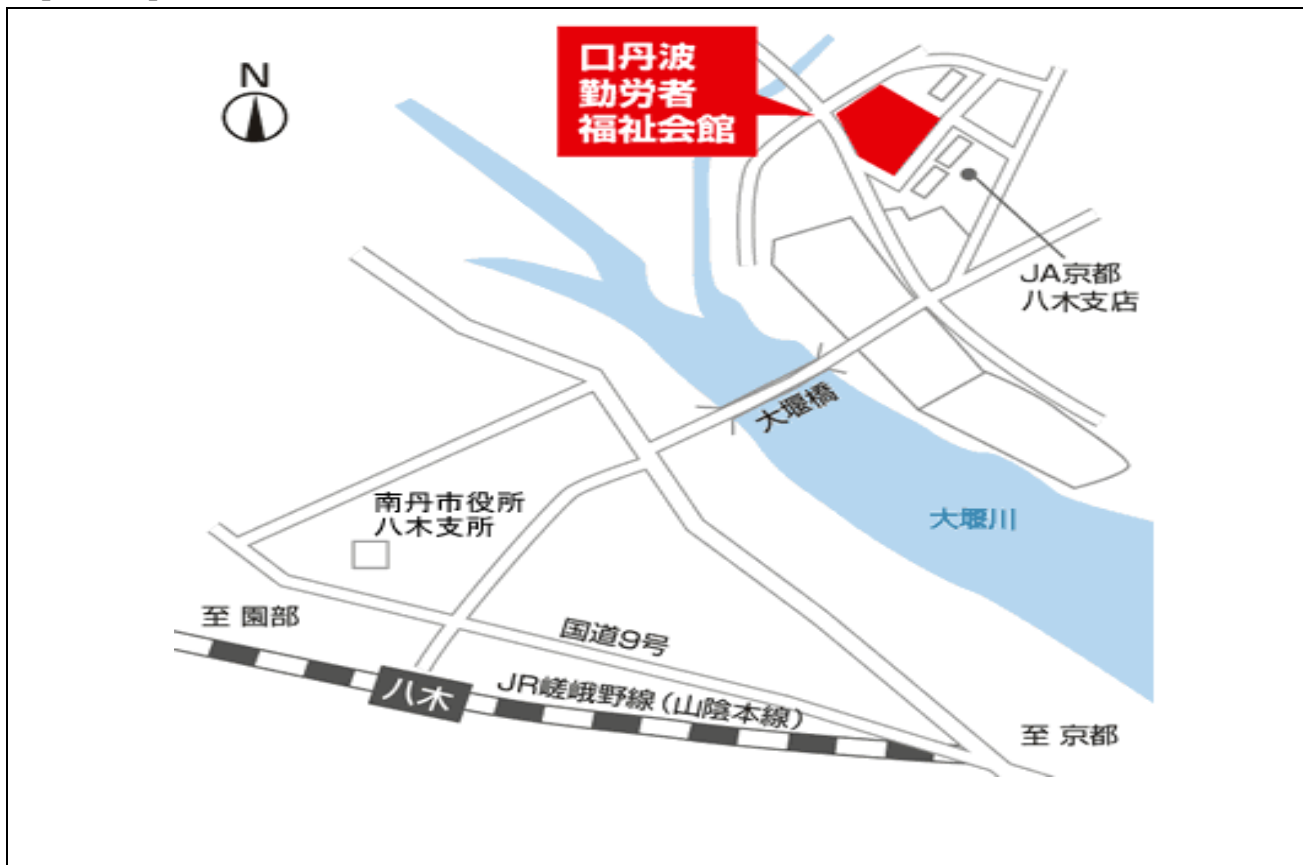 N
口丹波
勤労者
福祉会館
JA京都
八木支店
大堰橋
大堰川
南丹市役所
八木支所
至 園部
国道9号
八木
JR嵯峨野線(山陰本線)
至 京都